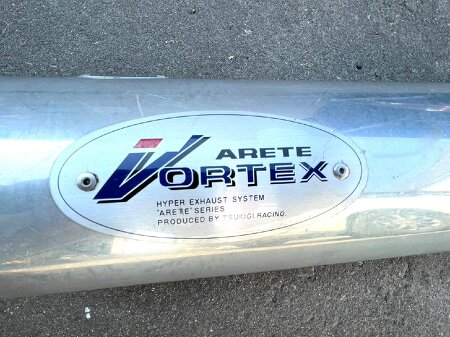 ARETE
VORTEX
HYPER EXHAUST SYSTEM
"ARETE" SERIES
PRODUCED BY TSUKIGI RACING.